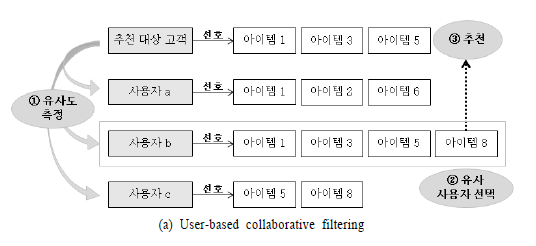 추천 대상 고객 선호 아이템 1 아이템 3 아이템 5 ③ 추천
① 유사도
측정
사용자 a 선호 아이템 1 아이템 2 아이템 6
사용자 b 선호 아이템 1 아이템 3 아이템 5 아이템 8
사용자 c 선호 아이템 5 아이템 8
② 유사
사용자 선택
(a) User-based collaborative filtering